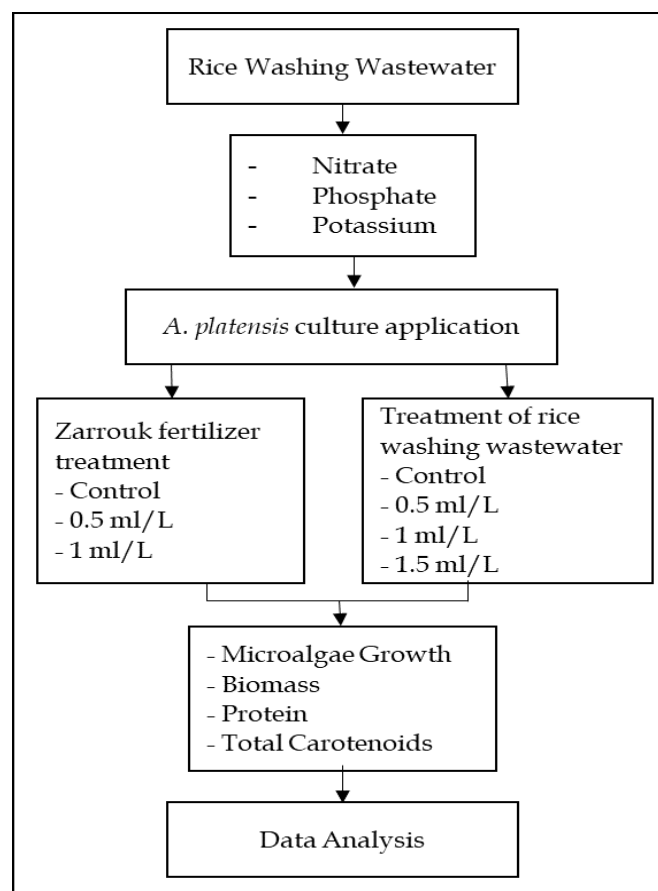 Rice Washing Wastewater
- Nitrate
- Phosphate
- Potassium
A. platensis culture application
Zarrouk fertilizer
treatment
- Control
- 0.5 ml/L
- 1 ml/L
Treatment of rice
washing wastewater
- Control
- 0.5 ml/L
- 1 ml/L
- 1.5 ml/L
- Microalgae Growth
- Biomass
- Protein
- Total Carotenoids
Data Analysis